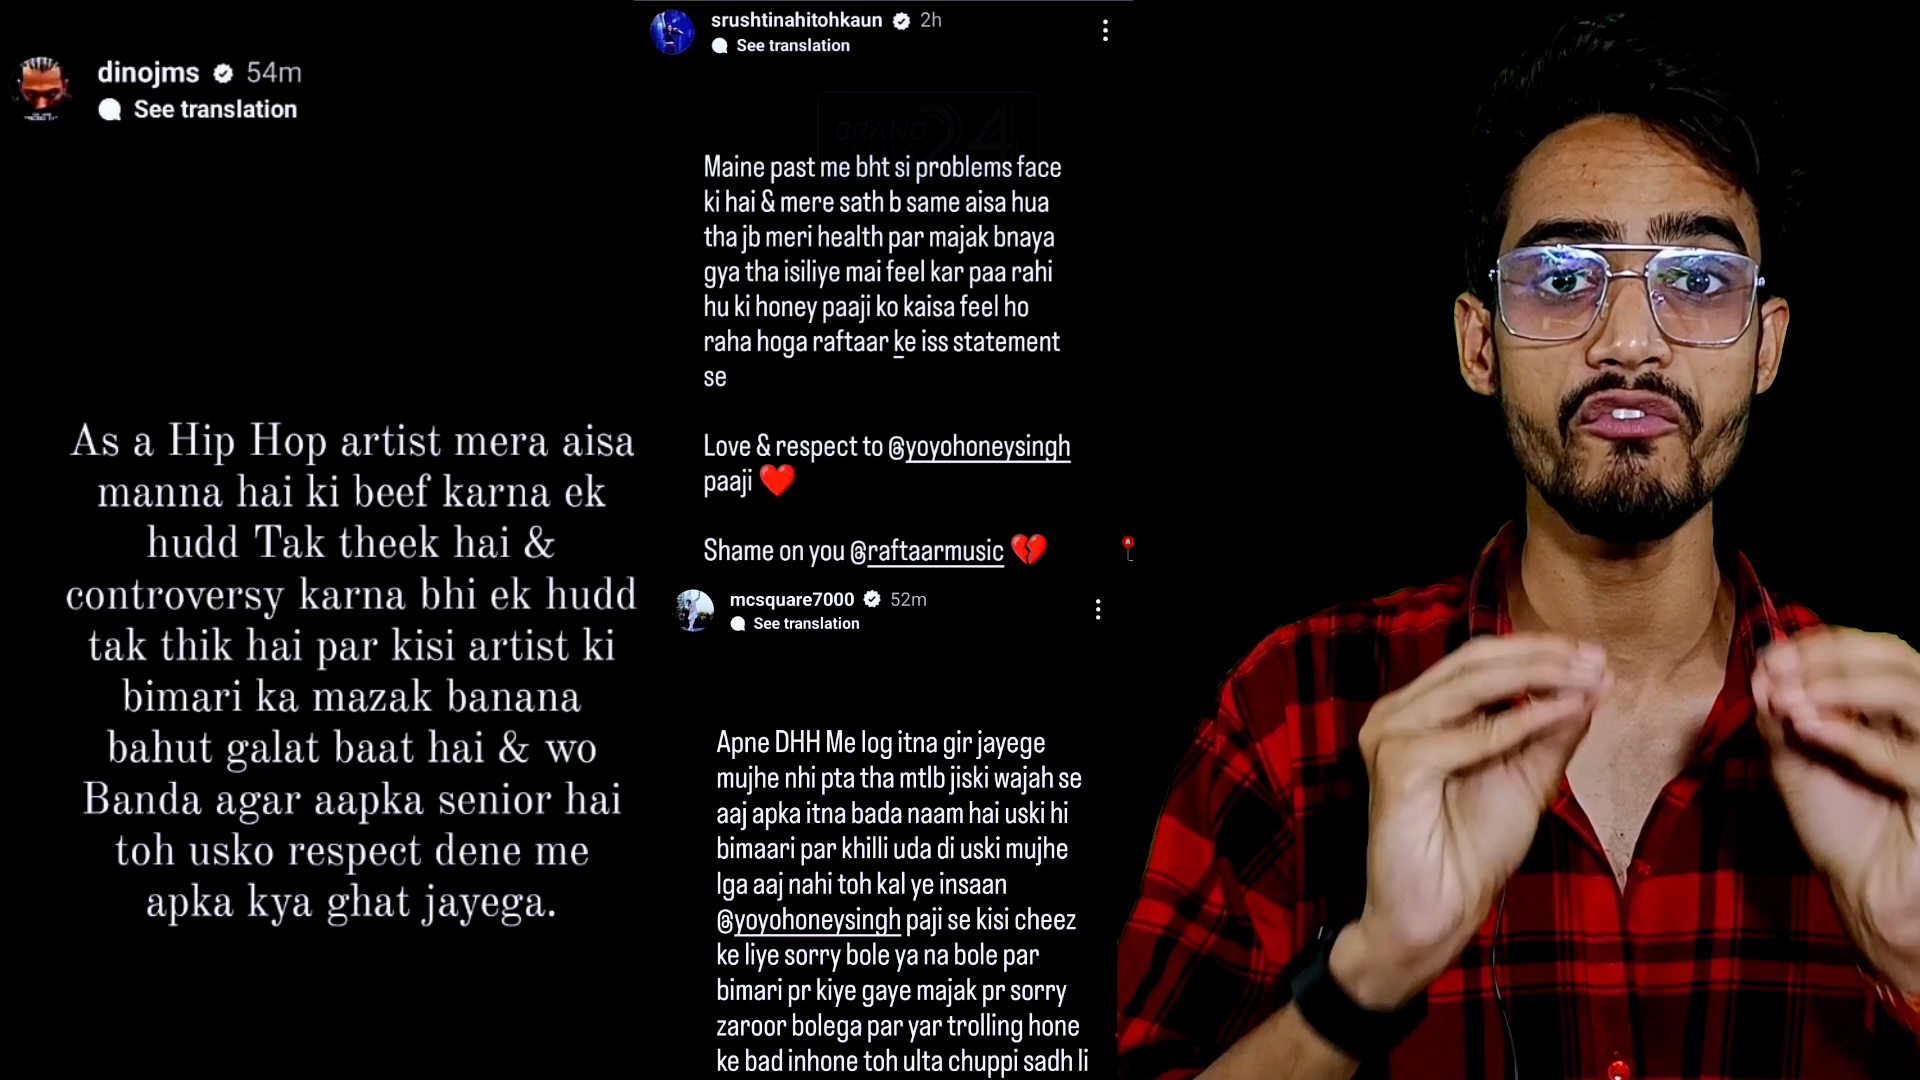 dinojms 54m
See translation
As a Hip Hop artist mera aisa
manna hai ki beef karna ek
hudd Tak theek hai &
controversy karna bhi ek hudd
tak thik hai par kisi artist ki
bimari ka mazak banana
bahut galat baat hai & wo
Banda agar aapka senior hai
toh usko respect dene me
apka kya ghat jayega.
srushtinahitohkaun 2h
See translation
BRAND
24
Maine past me bht si problems face
ki hai & mere sath b same aisa hua
tha jb meri health par majak bnaya
gya tha isiliye mai feel kar paa rahi
hu ki honey paaji ko kaisa feel ho
raha hoga raftaar ke iss statement
se
Love & respect to @yoyohoneysingh
paaji ❤️
Shame on you @raftaarmusic 💔
mcsquare7000 52m
See translation
Apne DHH Me log itna gir jayege
mujhe nhi pta tha mtlb jiski wajah se
aaj apka itna bada naam hai uski hi
bimaari par khilli uda di uski mujhe
lga aaj nahi toh kal ye insaan
@yoyohoneysingh paji se kisi cheez
ke liye sorry bole ya na bole par
bimari pr kiye gaye majak pr sorry
zaroor bolega par yar trolling hone
ke bad inhone toh ulta chuppi sadh li